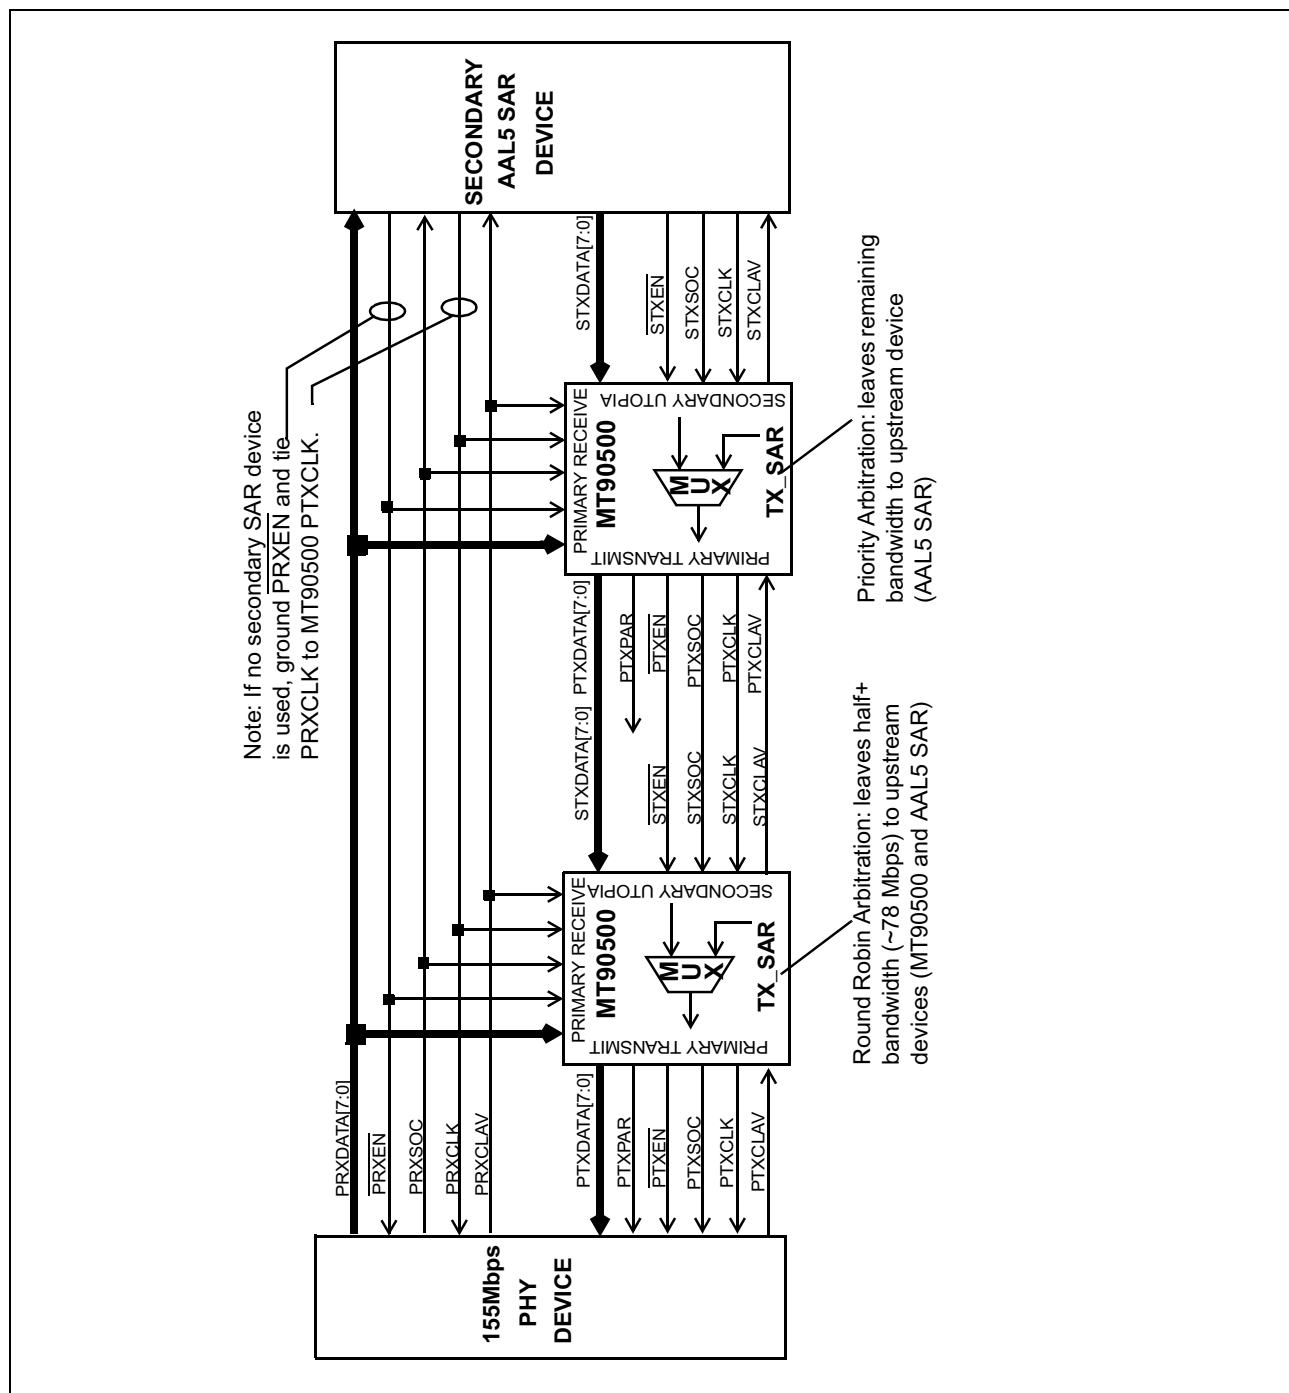 SECONDARY
AAL5 SAR
DEVICE
Note: If no secondary SAR device
is used, ground PRXEN and tie
PRXCLK to MT90500 PTXCLK.
STXDATA[7:0]
STXEN
STXSOC
STXCLK
STXCLAV
PRIMARY RECEIVE
MT90500
SECONDARY UTOPIA
MUX
TX_SAR
PRIMARY TRANSMIT
Priority Arbitration: leaves remaining
bandwidth to upstream device
(AAL5 SAR)
PTXDATA[7:0]
PTXPAR
PTXEN
PTXSOC
PTXCLK
PTXCLAV
STXDATA[7:0]
STXEN
STXSOC
STXCLK
STXCLAV
PRIMARY RECEIVE
MT90500
SECONDARY UTOPIA
MUX
TX_SAR
PRIMARY TRANSMIT
Round Robin Arbitration: leaves half+
bandwidth (~78 Mbps) to upstream
devices (MT90500 and AAL5 SAR)
PRXDATA[7:0]
PRXEN
PRXSOC
PRXCLK
PRXCLAV
PTXDATA[7:0]
PTXPAR
PTXEN
PTXSOC
PTXCLK
PTXCLAV
155Mbps
PHY
DEVICE